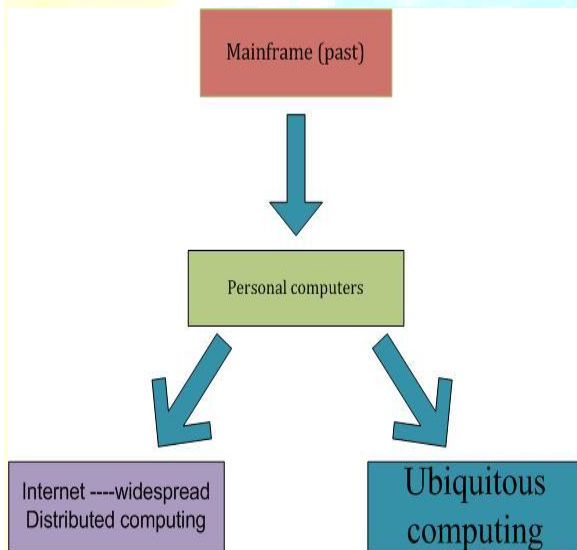 Mainframe (past)
Personal computers
Internet ----widespread
Distributed computing
Ubiquitous
computing